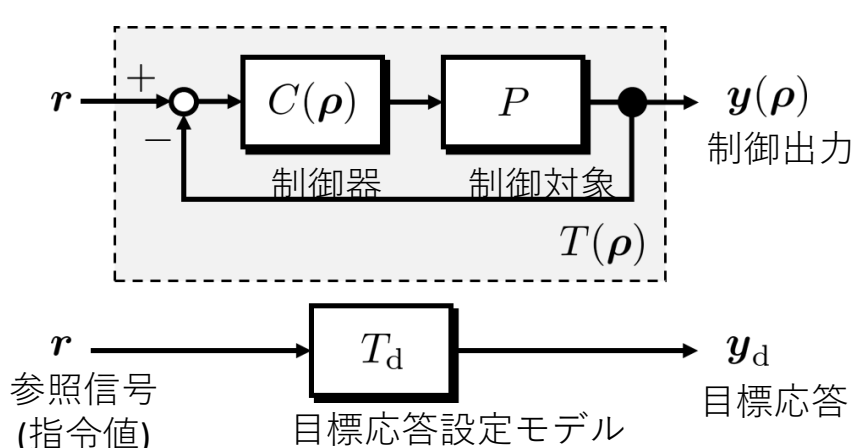 +
r C(ρ) P y(ρ)
−
制御器 制御対象 制御出力
T(ρ)
r T_d y_d
参照信号
(指令値)
目標応答設定モデル
目標応答